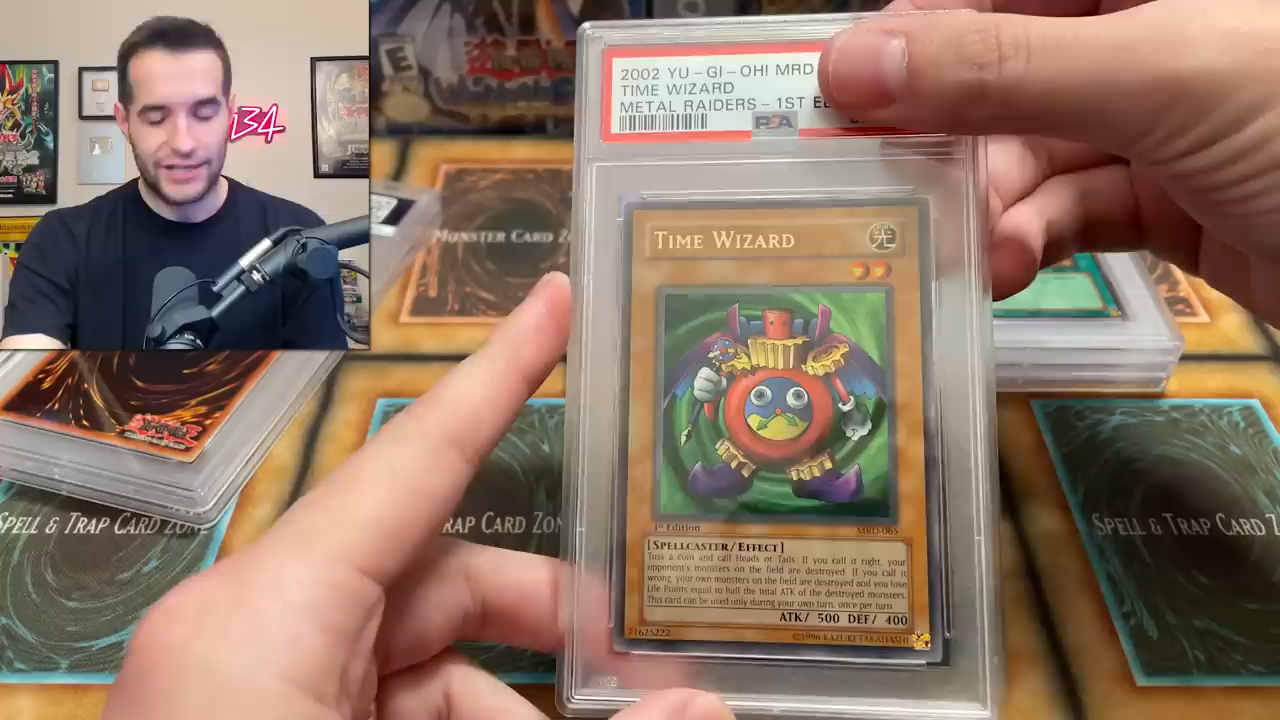 134
E
2002 YU-GI-OH! MRD
TIME WIZARD
METAL RAIDERS - 1ST E
PSA
MONSTER CARD Z
TIME WIZARD
光
1st Edition
MRD-065
[SPELLCASTER/EFFECT]
Toss a coin and call Heads or Tails. If you call it right, your
opponent's monsters on the field are destroyed. If you call it
wrong, your own monsters on the field are destroyed and you lose
Life Points equal to half the total ATK of the destroyed monsters.
This card can be used only during your own turn, once per turn
ATK/ 500 DEF/ 400
71625222
©1996 KAZUKI TAKAHASHI
SPELL & TRAP CARD ZONE
RAP CARD ZON
SPELL & TRAP CARD Z